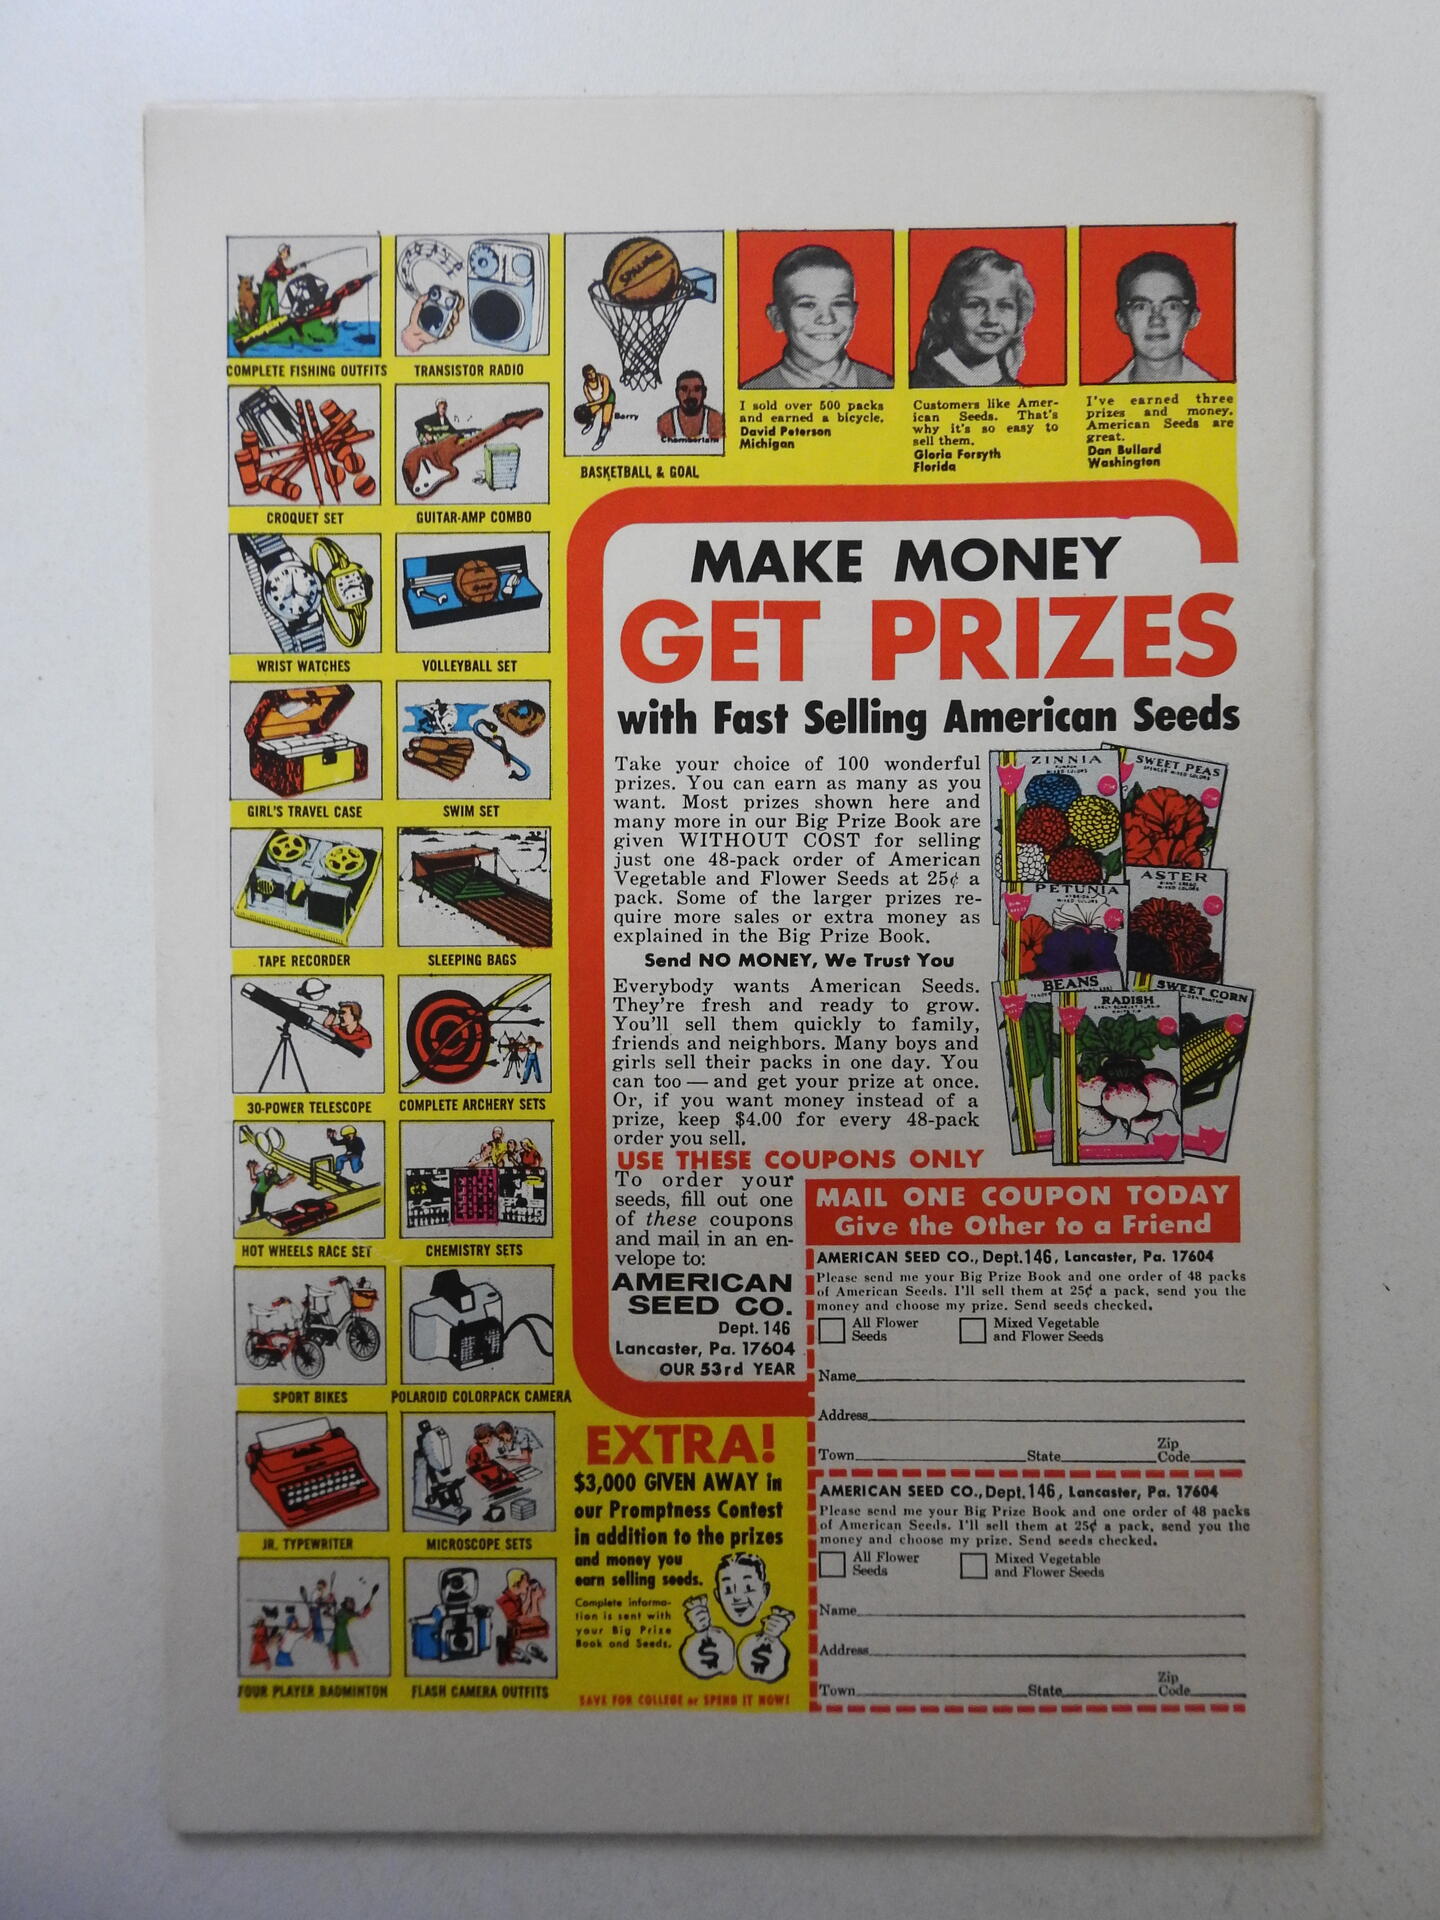 COMPLETE FISHING OUTFITS
TRANSISTOR RADIO
CROQUET SET
GUITAR-AMP COMBO
WRIST WATCHES
VOLLEYBALL SET
GIRL'S TRAVEL CASE
SWIM SET
TAPE RECORDER
SLEEPING BAGS
30-POWER TELESCOPE
COMPLETE ARCHERY SETS
HOT WHEELS RACE SET
CHEMISTRY SETS
SPORT BIKES
POLAROID COLORPACK CAMERA
JR. TYPEWRITER
MICROSCOPE SETS
FOUR PLAYER BADMINTON
FLASH CAMERA OUTFITS
SPALDING
Barry
Chamberlain
BASKETBALL & GOAL
I sold over 500 packs
and earned a bicycle.
David Peterson
Michigan
Customers like Amer-
ican Seeds. That's
why it's so easy to
sell them.
Gloria Forsyth
Florida
I've earned three
prizes and money.
American Seeds are
great.
Dan Bullard
Washington
MAKE MONEY
GET PRIZES
with Fast Selling American Seeds
Take your choice of 100 wonderful
prizes. You can earn as many as you
want. Most prizes shown here and
many more in our Big Prize Book are
given WITHOUT COST for selling
just one 48-pack order of American
Vegetable and Flower Seeds at 25¢ a
pack. Some of the larger prizes re-
quire more sales or extra money as
explained in the Big Prize Book.
Send NO MONEY, We Trust You
Everybody wants American Seeds.
They're fresh and ready to grow.
You'll sell them quickly to family,
friends and neighbors. Many boys and
girls sell their packs in one day. You
can too — and get your prize at once.
Or, if you want money instead of a
prize, keep $4.00 for every 48-pack
order you sell.
ZINNIA
MIXED COLORS
SWEET PEAS
SPENCER MIXED COLORS
PETUNIA
MIXED COLORS
ASTER
MIXED COLORS
BEANS
RADISH
SWEET CORN
USE THESE COUPONS ONLY
To order your
seeds, fill out one
of these coupons
and mail in an en-
velope to:
AMERICAN
SEED CO.
Dept. 146
Lancaster, Pa. 17604
OUR 53rd YEAR
MAIL ONE COUPON TODAY
Give the Other to a Friend
AMERICAN SEED CO., Dept. 146, Lancaster, Pa. 17604
Please send me your Big Prize Book and one order of 48 packs
of American Seeds. I'll sell them at 25¢ a pack, send you the
money and choose my prize. Send seeds checked.
All Flower Seeds
Mixed Vegetable and Flower Seeds
Name
Address
Town State Zip Code
AMERICAN SEED CO., Dept. 146, Lancaster, Pa. 17604
Please send me your Big Prize Book and one order of 48 packs
of American Seeds. I'll sell them at 25¢ a pack, send you the
money and choose my prize. Send seeds checked.
All Flower Seeds
Mixed Vegetable and Flower Seeds
Name
Address
Town State Zip Code
EXTRA!
$3,000 GIVEN AWAY in
our Promptness Contest
in addition to the prizes
and money you
earn selling seeds.
Complete informa-
tion is sent with
your Big Prize
Book and Seeds.
$ $
SAVE FOR COLLEGE or SPEND IT NOW!